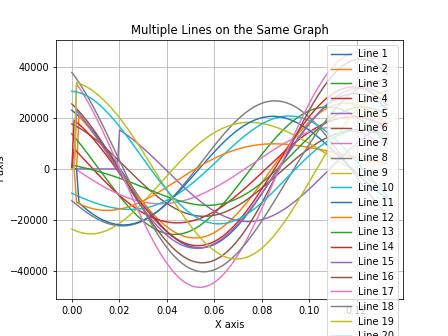 Multiple Lines on the Same Graph
40000
20000
0
−20000
−40000
axis
0.00
0.02
0.04
0.06
0.08
0.10
X axis
Line 1
Line 2
Line 3
Line 4
Line 5
Line 6
Line 7
Line 8
Line 9
Line 10
Line 11
Line 12
Line 13
Line 14
Line 15
Line 16
Line 17
Line 18
Line 19
Line 20